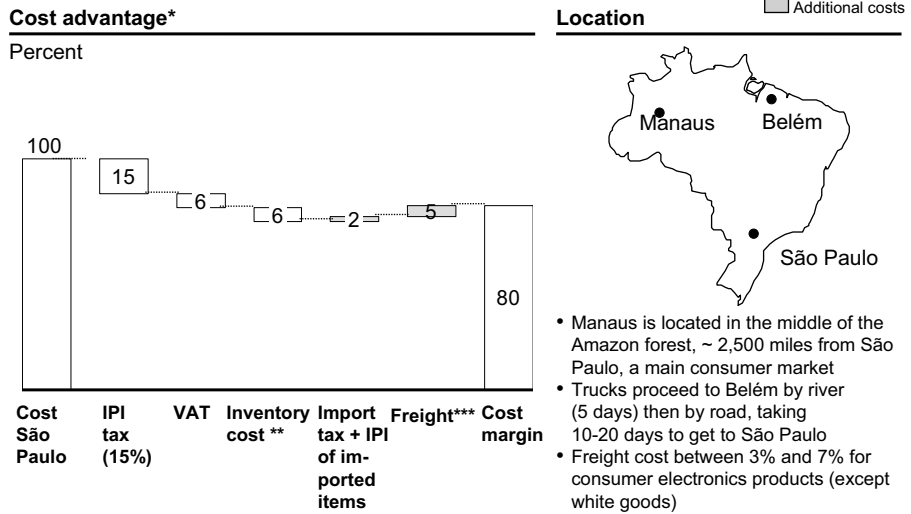 Additional costs
Cost advantage*
Percent
100
15
6
6
2
5
80
Cost
São
Paulo
IPI
tax
(15%)
VAT
Inventory
cost **
Import
tax + IPI
of im-
ported
items
Freight***
Cost
margin
Location
Manaus
Belém
São Paulo
• Manaus is located in the middle of the
Amazon forest, ~ 2,500 miles from São
Paulo, a main consumer market
• Trucks proceed to Belém by river
(5 days) then by road, taking
10-20 days to get to São Paulo
• Freight cost between 3% and 7% for
consumer electronics products (except
white goods)